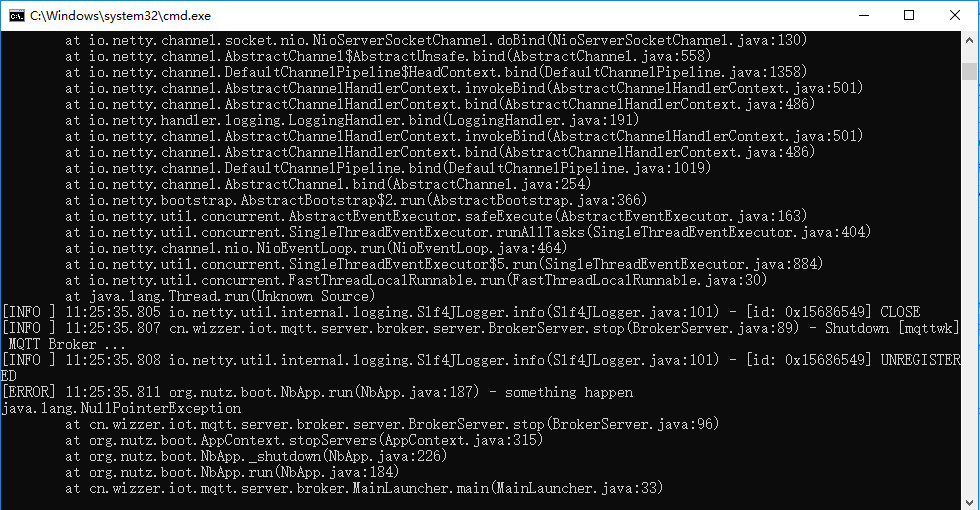 C:\Windows\system32\cmd.exe
at io.netty.channel.socket.nio.NioServerSocketChannel.doBind(NioServerSocketChannel.java:130)
at io.netty.channel.AbstractChannel$AbstractUnsafe.bind(AbstractChannel.java:558)
at io.netty.channel.DefaultChannelPipeline$HeadContext.bind(DefaultChannelPipeline.java:1358)
at io.netty.channel.AbstractChannelHandlerContext.invokeBind(AbstractChannelHandlerContext.java:501)
at io.netty.channel.AbstractChannelHandlerContext.bind(AbstractChannelHandlerContext.java:486)
at io.netty.handler.logging.LoggingHandler.bind(LoggingHandler.java:191)
at io.netty.channel.AbstractChannelHandlerContext.invokeBind(AbstractChannelHandlerContext.java:501)
at io.netty.channel.AbstractChannelHandlerContext.bind(AbstractChannelHandlerContext.java:486)
at io.netty.channel.DefaultChannelPipeline.bind(DefaultChannelPipeline.java:1019)
at io.netty.channel.AbstractChannel.bind(AbstractChannel.java:254)
at io.netty.bootstrap.AbstractBootstrap$2.run(AbstractBootstrap.java:366)
at io.netty.util.concurrent.AbstractEventExecutor.safeExecute(AbstractEventExecutor.java:163)
at io.netty.util.concurrent.SingleThreadEventExecutor.runAllTasks(SingleThreadEventExecutor.java:404)
at io.netty.channel.nio.NioEventLoop.run(NioEventLoop.java:464)
at io.netty.util.concurrent.SingleThreadEventExecutor$5.run(SingleThreadEventExecutor.java:884)
at io.netty.util.concurrent.FastThreadLocalRunnable.run(FastThreadLocalRunnable.java:30)
at java.lang.Thread.run(Unknown Source)
[INFO ] 11:25:35.805 io.netty.util.internal.logging.Slf4JLogger.info(Slf4JLogger.java:101) - [id: 0x15686549] CLOSE
[INFO ] 11:25:35.807 cn.wizzer.iot.mqtt.server.broker.server.BrokerServer.stop(BrokerServer.java:89) - Shutdown [mqttwk]
MQTT Broker ...
[INFO ] 11:25:35.808 io.netty.util.internal.logging.Slf4JLogger.info(Slf4JLogger.java:101) - [id: 0x15686549] UNREGISTER
ED
[ERROR] 11:25:35.811 org.nutz.boot.NbApp.run(NbApp.java:187) - something happen
java.lang.NullPointerException
at cn.wizzer.iot.mqtt.server.broker.server.BrokerServer.stop(BrokerServer.java:96)
at org.nutz.boot.AppContext.stopServers(AppContext.java:315)
at org.nutz.boot.NbApp._shutdown(NbApp.java:226)
at org.nutz.boot.NbApp.run(NbApp.java:184)
at cn.wizzer.iot.mqtt.server.broker.MainLauncher.main(MainLauncher.java:33)